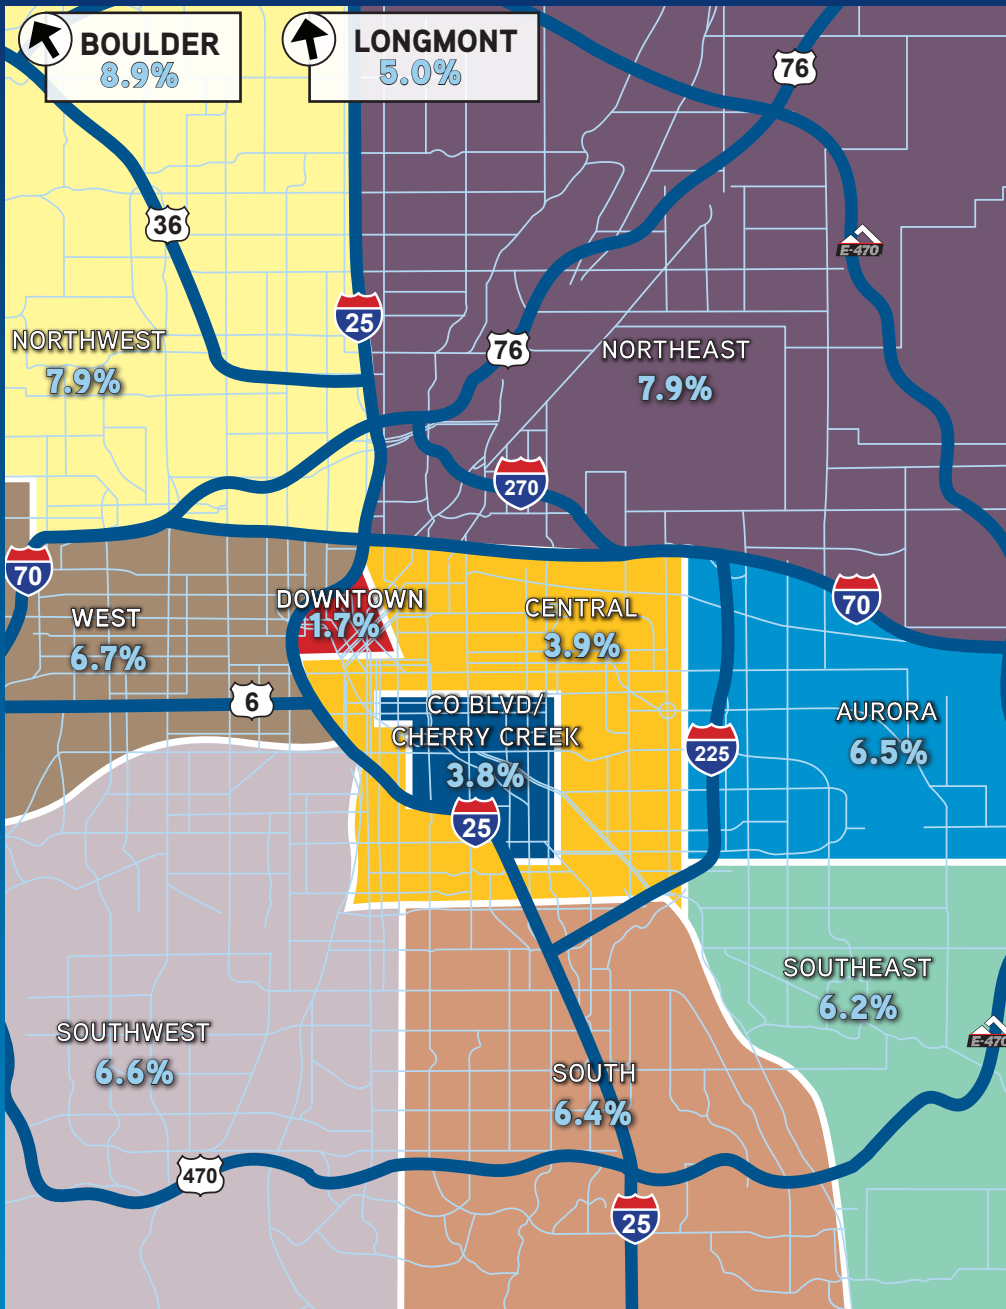 BOULDER
8.9%
LONGMONT
5.0%
76
36
E-470
25
NORTHWEST
7.9%
76
NORTHEAST
7.9%
270
70
70
DOWNTOWN
1.7%
CENTRAL
3.9%
WEST
6.7%
6
CO BLVD/
CHERRY CREEK
3.8%
AURORA
6.5%
225
25
SOUTHEAST
6.2%
E-470
SOUTHWEST
6.6%
SOUTH
6.4%
470
25